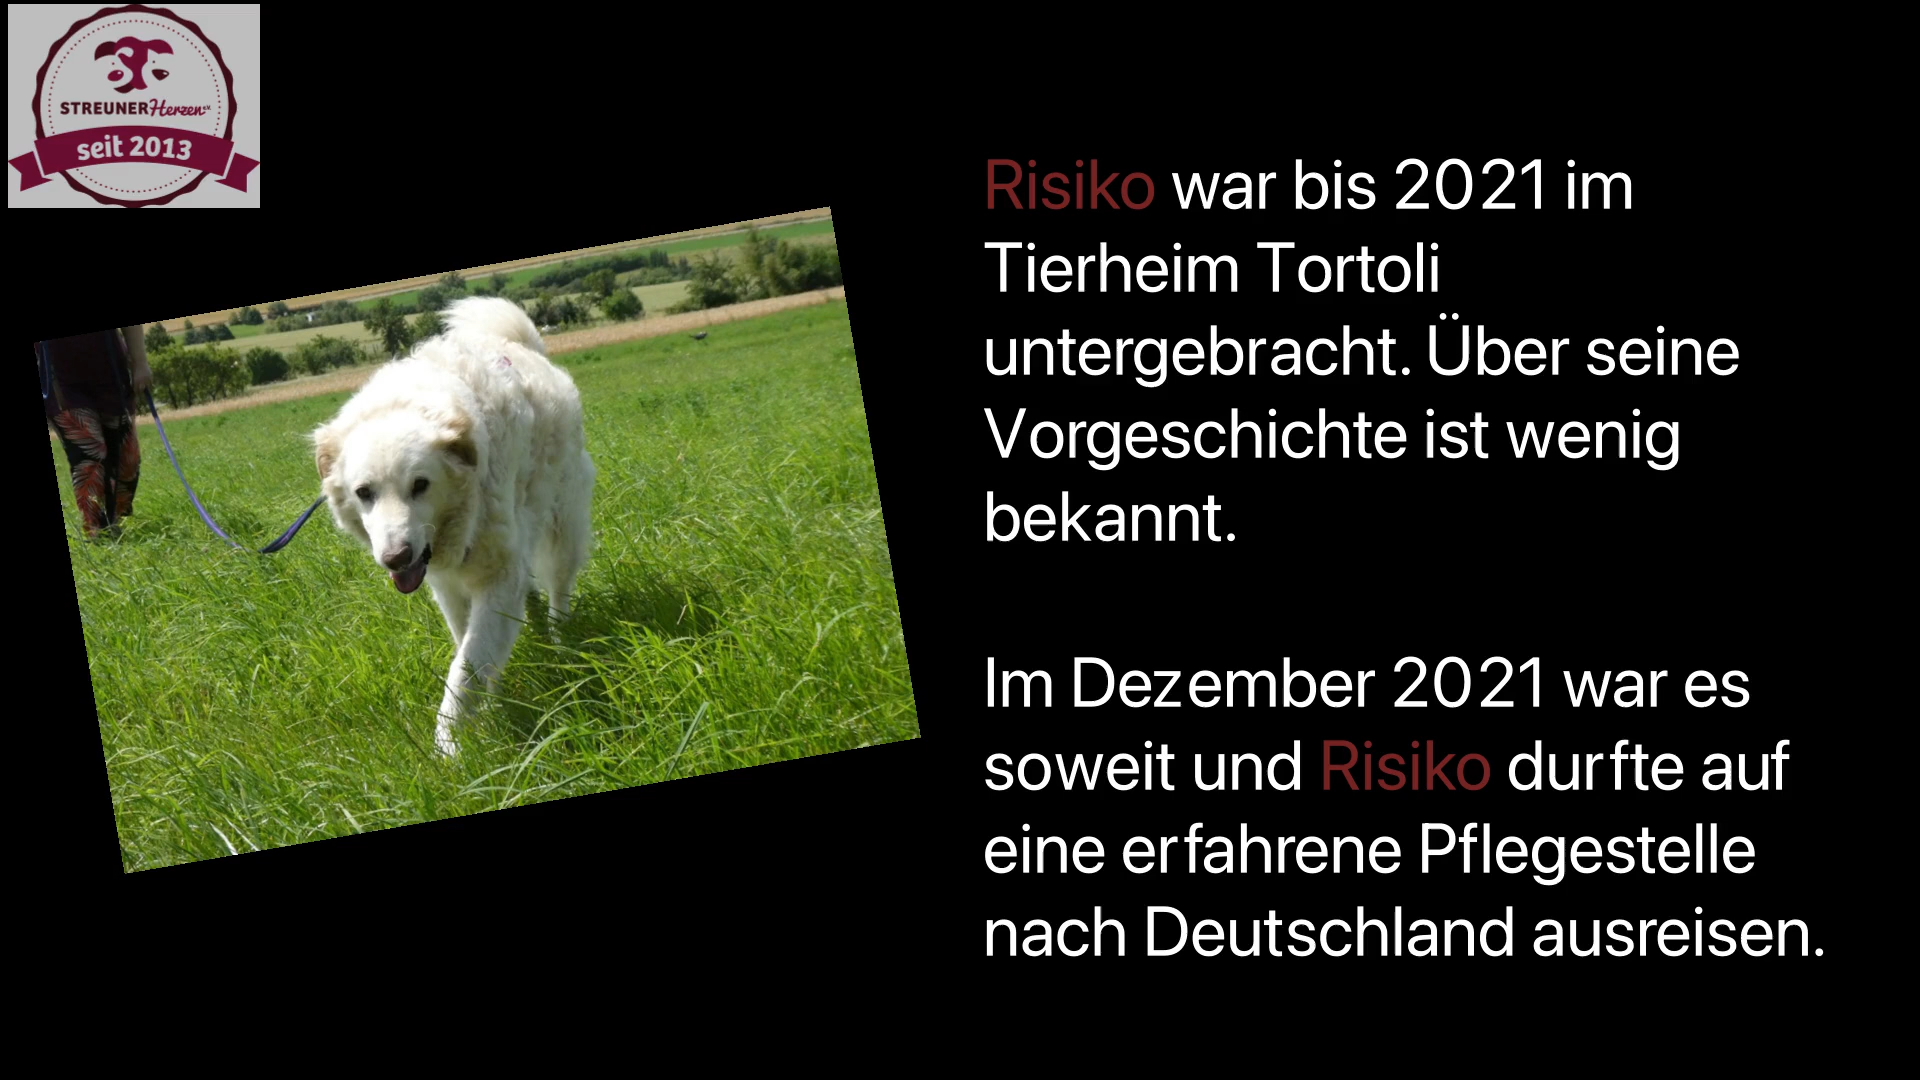 STREUNERHerzen e.V.
seit 2013
Risiko war bis 2021 im
Tierheim Tortoli
untergebracht. Über seine
Vorgeschichte ist wenig
bekannt.
Im Dezember 2021 war es
soweit und Risiko durfte auf
eine erfahrene Pflegestelle
nach Deutschland ausreisen.